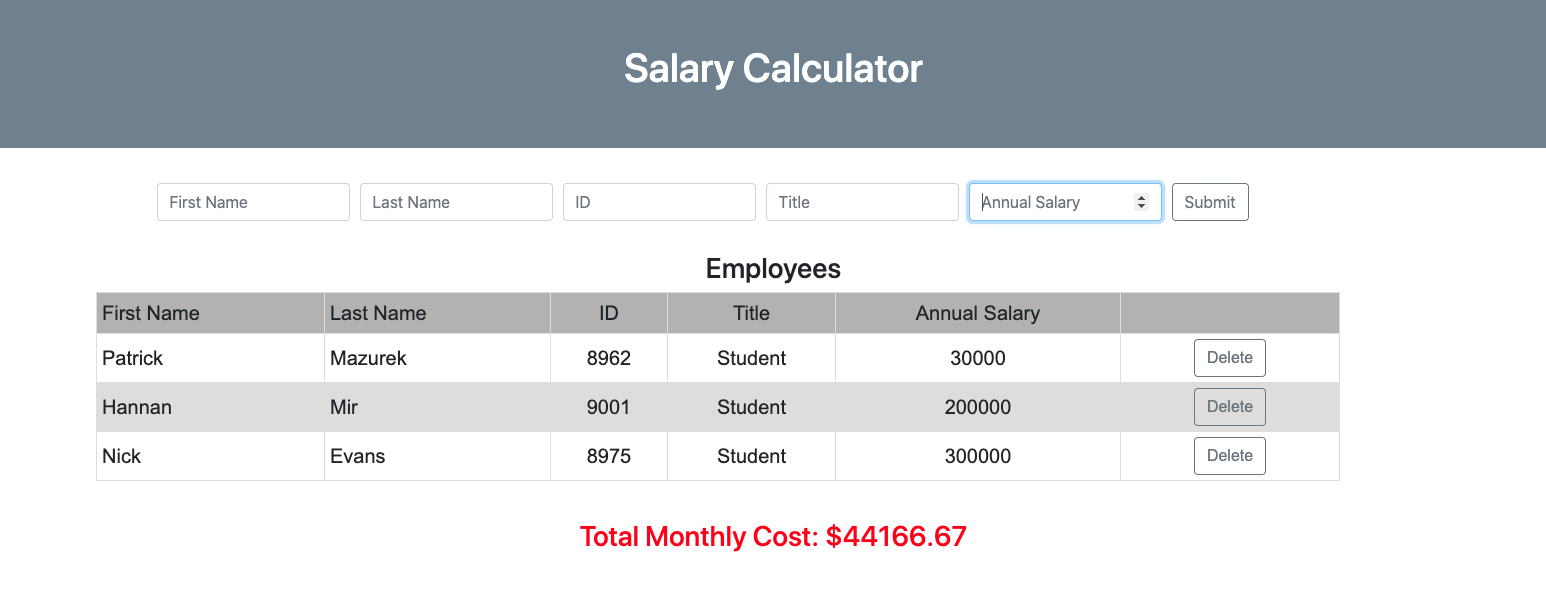 Salary Calculator
First Name Last Name ID Title Annual Salary Submit
Employees
First Name Last Name ID Title Annual Salary
Patrick Mazurek 8962 Student 30000 Delete
Hannan Mir 9001 Student 200000 Delete
Nick Evans 8975 Student 300000 Delete
Total Monthly Cost: $44166.67